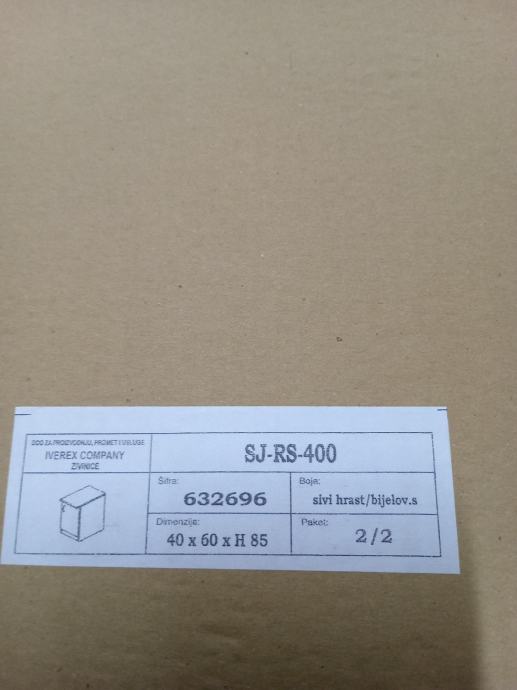 DOO ZA PROIZVODNJU, PROMET I USLUGE
IVEREX COMPANY
ZIVINICE
SJ-RS-400
Šifra:
632696
Boja:
sivi hrast/bijelov.s
Dimenzije:
40 x 60 x H 85
Paket:
2/2